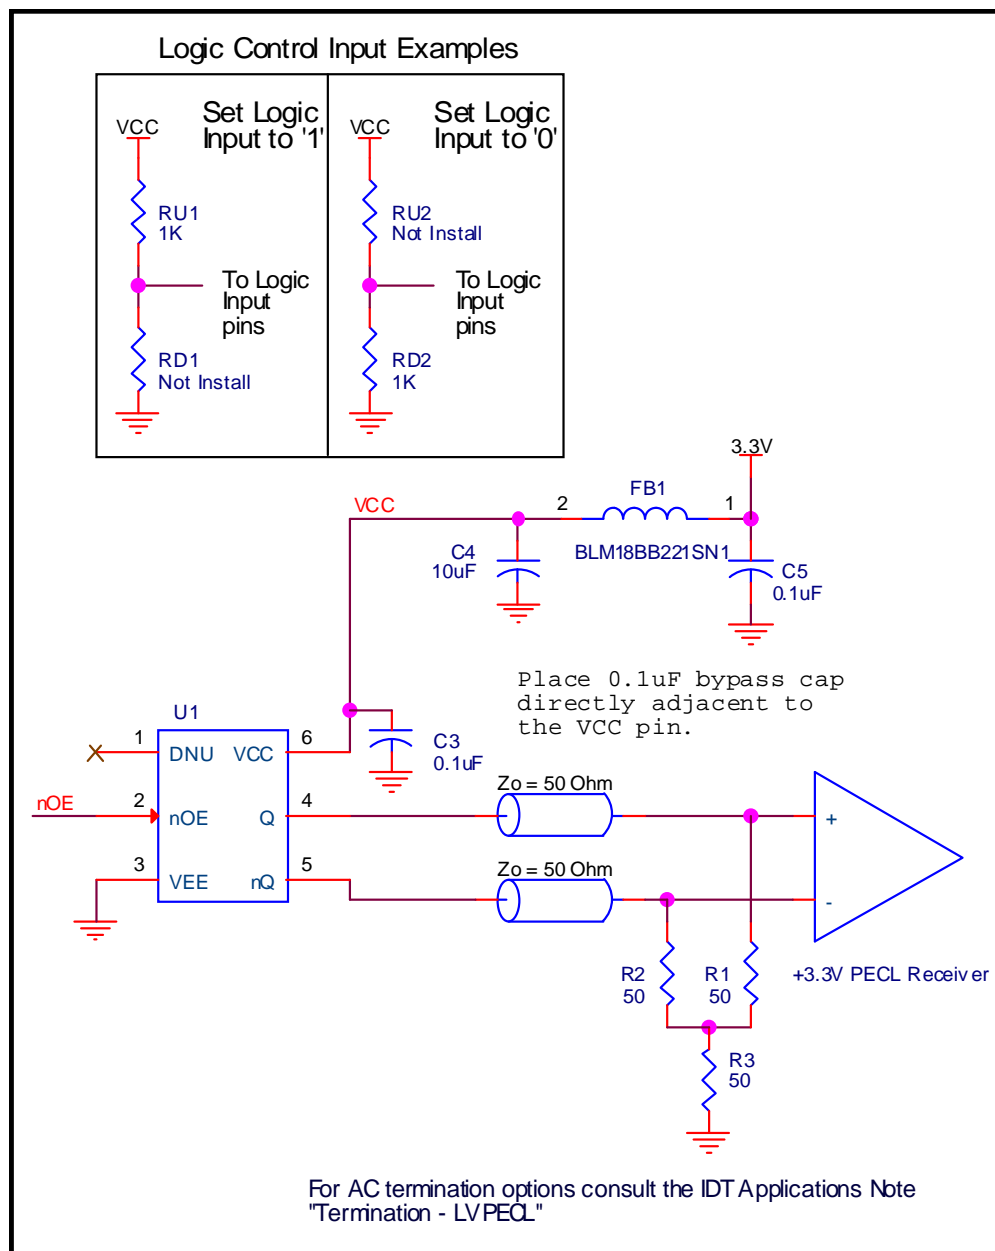 Logic Control Input Examples
Set Logic
Input to '1'
VCC
RU1
1K
To Logic
Input
pins
RD1
Not Install
Set Logic
Input to '0'
VCC
RU2
Not Install
To Logic
Input
pins
RD2
1K
3.3V
VCC
2
FB1
1
BLM18BB221SN1
C4
10uF
C5
0.1uF
Place 0.1uF bypass cap
directly adjacent to
the VCC pin.
U1
1
DNU
VCC
6
C3
0.1uF
nOE
2
nOE
Q
4
Zo = 50 Ohm
+
3
VEE
nQ
5
Zo = 50 Ohm
-
R2
50
R1
50
+3.3V PECL Receiver
R3
50
For AC termination options consult the IDT Applications Note
"Termination - LVPECL"